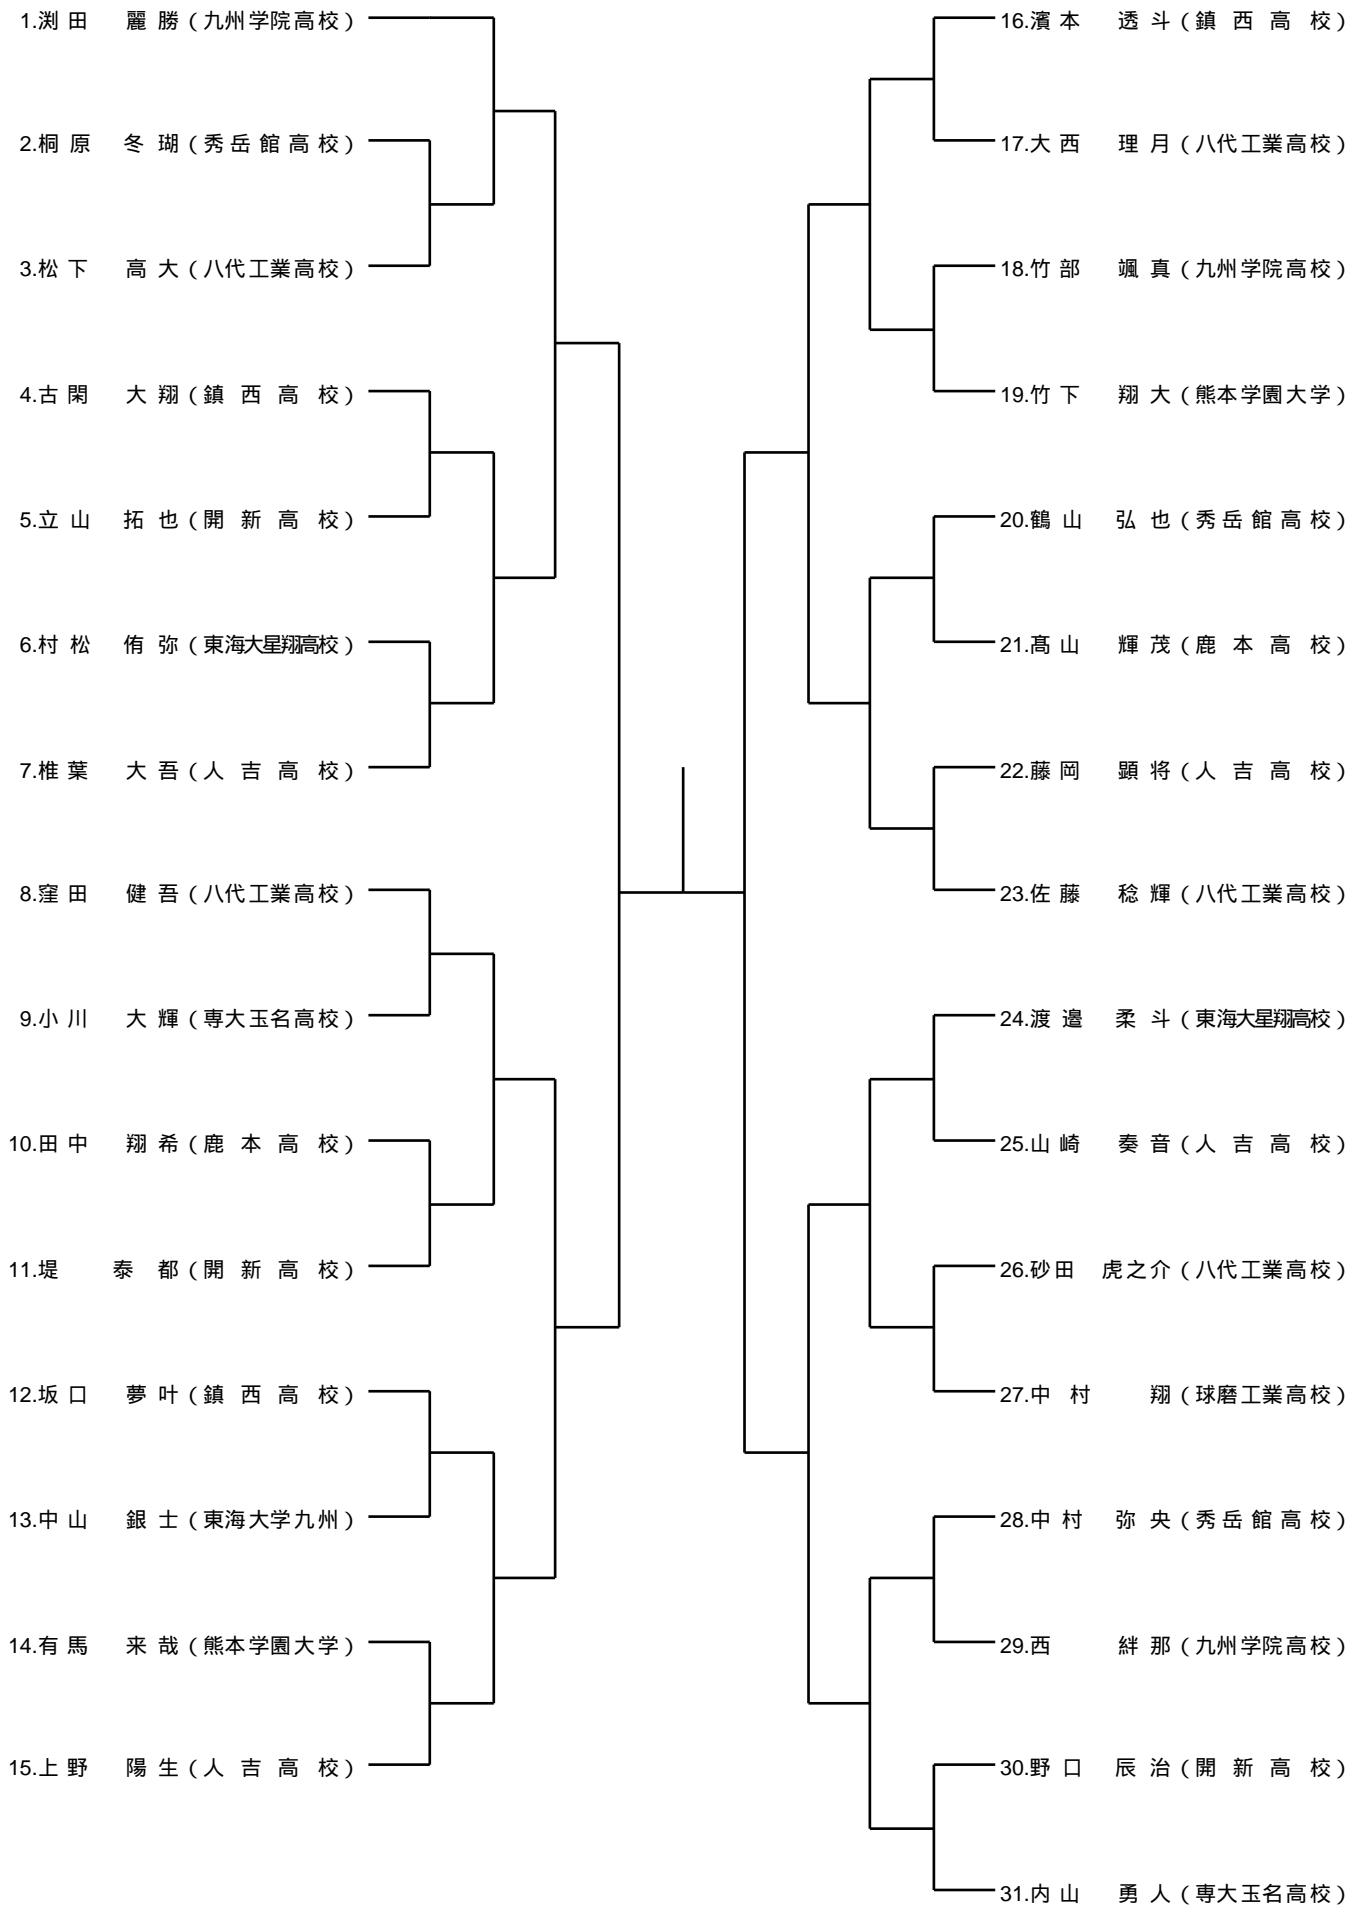 1.渕田 麗勝(九州学院高校)
2.桐原 冬瑚(秀岳館高校)
3.松下 高大(八代工業高校)
4.古閑 大翔(鎮西高校)
5.立山 拓也(開新高校)
6.村松 侑弥(東海大星翔高校)
7.椎葉 大吾(人吉高校)
8.窪田 健吾(八代工業高校)
9.小川 大輝(専大玉名高校)
10.田中 翔希(鹿本高校)
11.堤 泰都(開新高校)
12.坂口 夢叶(鎮西高校)
13.中山 銀士(東海大学九州)
14.有馬 来哉(熊本学園大学)
15.上野 陽生(人吉高校)
16.濱本 透斗(鎮西高校)
17.大西 理月(八代工業高校)
18.竹部 颯真(九州学院高校)
19.竹下 翔大(熊本学園大学)
20.鶴山 弘也(秀岳館高校)
21.髙山 輝茂(鹿本高校)
22.藤岡 顕将(人吉高校)
23.佐藤 稔輝(八代工業高校)
24.渡邉 柔斗(東海大星翔高校)
25.山崎 奏音(人吉高校)
26.砂田 虎之介(八代工業高校)
27.中村 翔(球磨工業高校)
28.中村 弥央(秀岳館高校)
29.西 絆那(九州学院高校)
30.野口 辰治(開新高校)
31.内山 勇人(専大玉名高校)